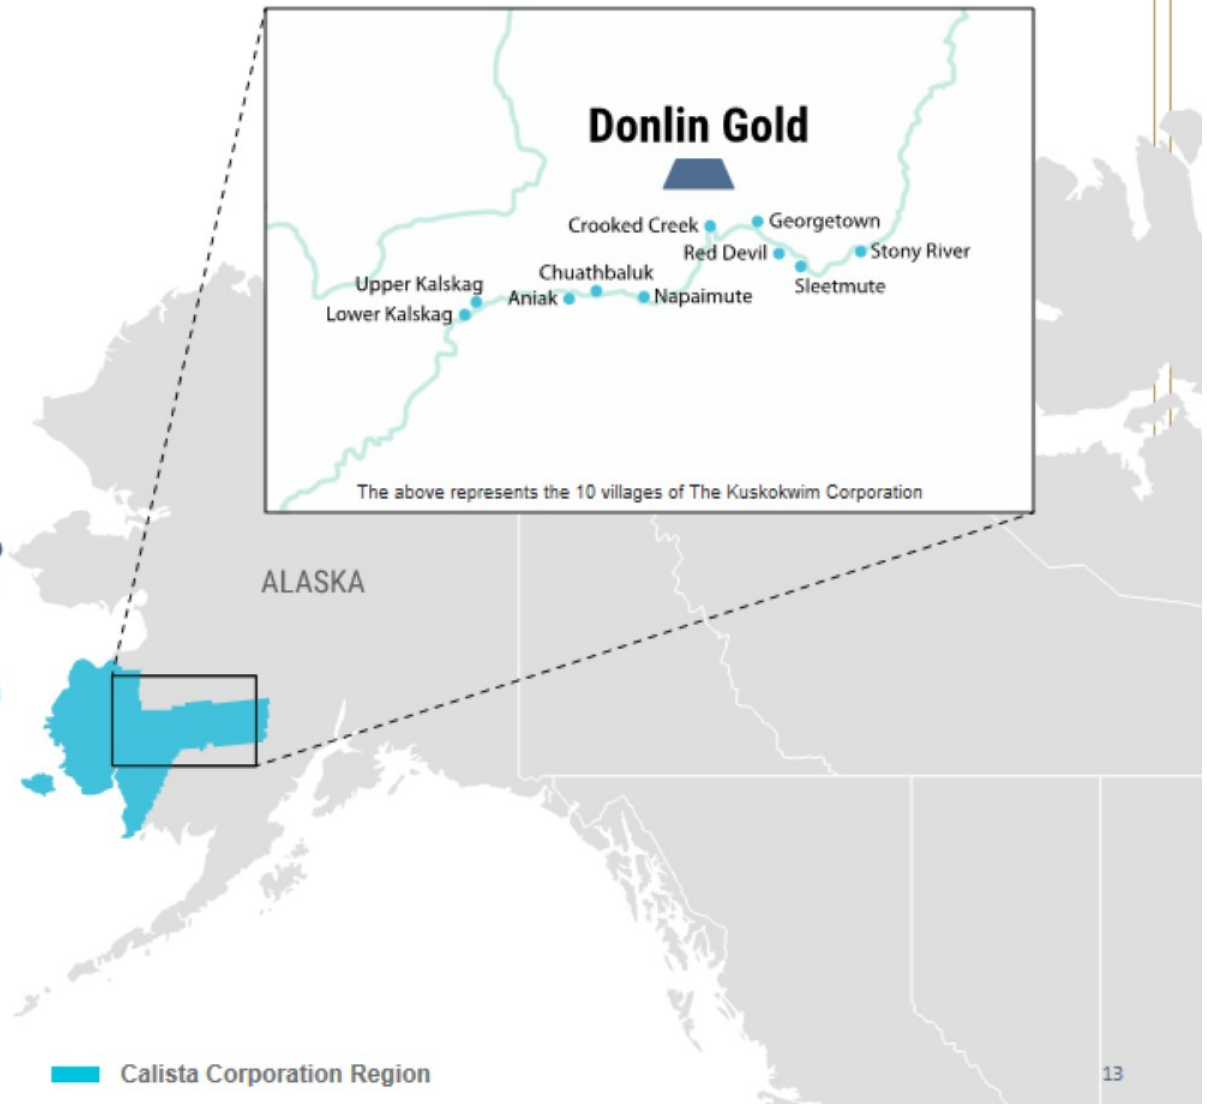 Donlin Gold
Crooked Creek
Georgetown
Red Devil
Stony River
Chuathbaluk
Sleetmute
Upper Kalskag
Aniak
Napaimute
Lower Kalskag
The above represents the 10 villages of The Kuskokwim Corporation
ALASKA
Calista Corporation Region
13